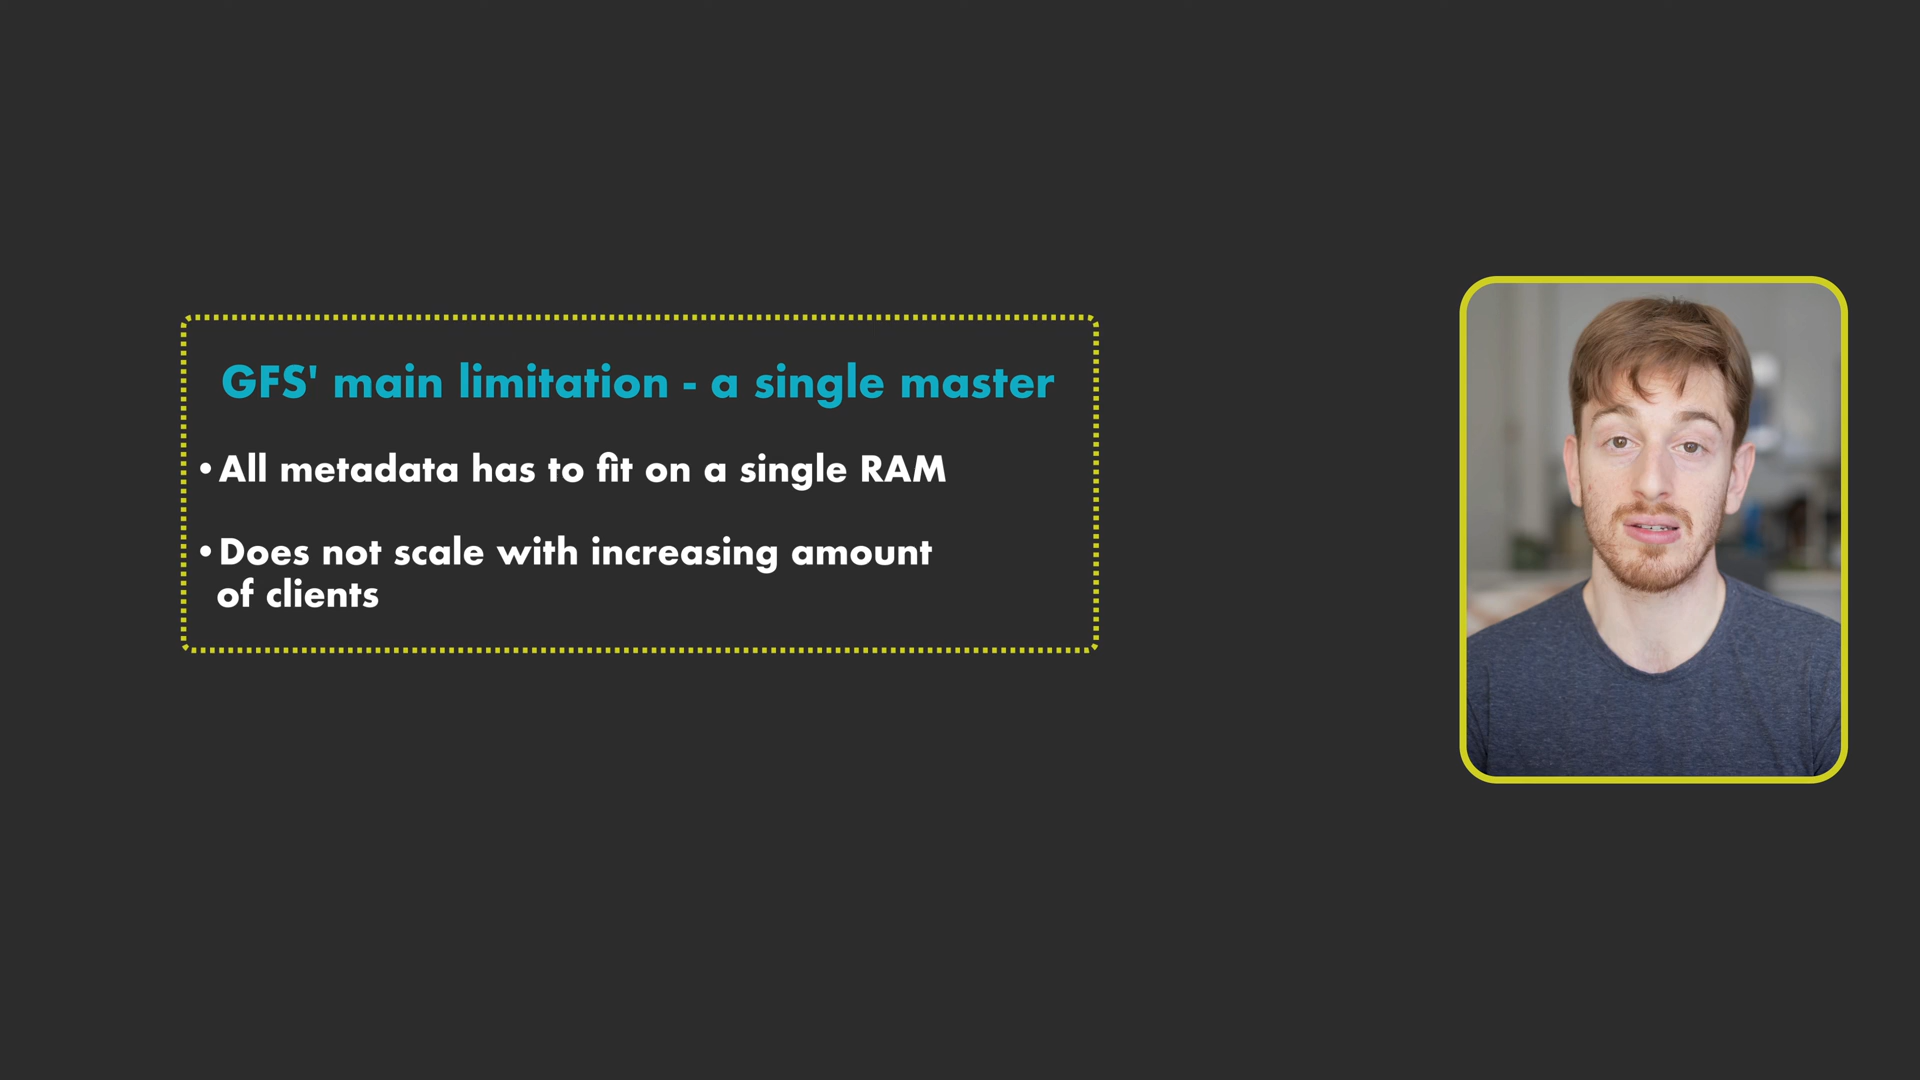 GFS' main limitation - a single master
•All metadata has to fit on a single RAM
•Does not scale with increasing amount
of clients